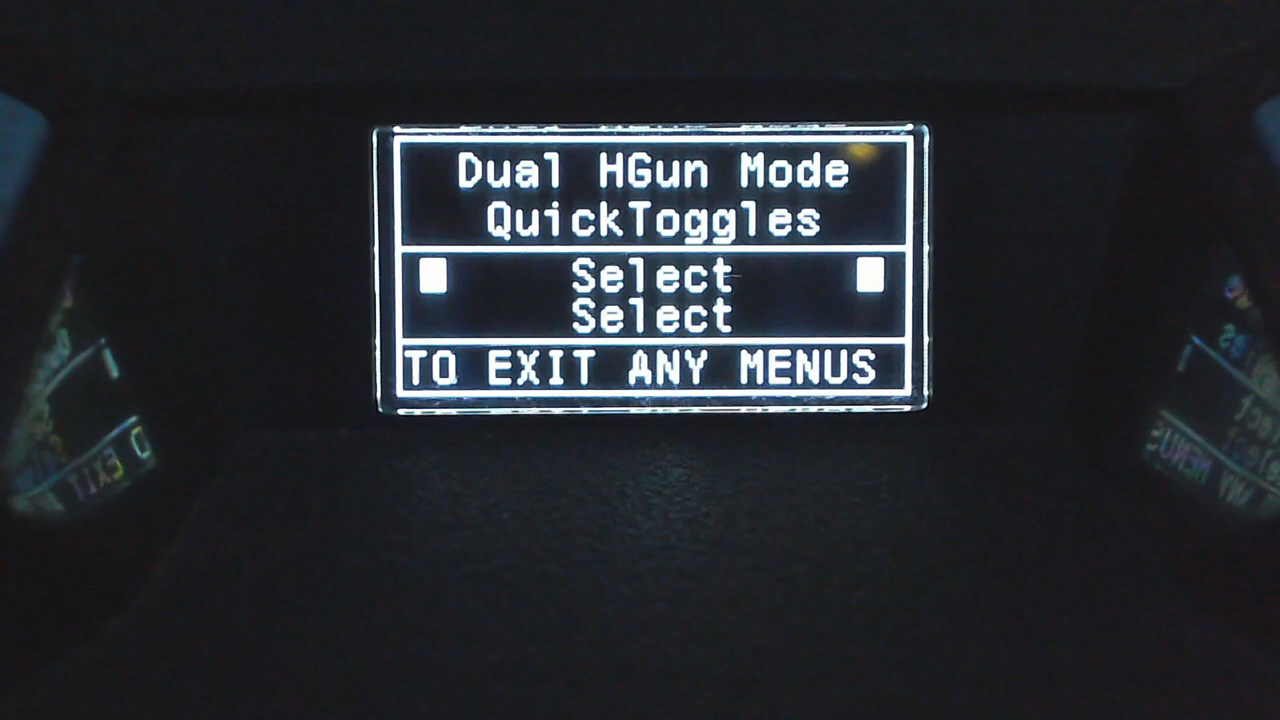 Dual HGun Mode
QuickToggles
Select
Select
TO EXIT ANY MENUS